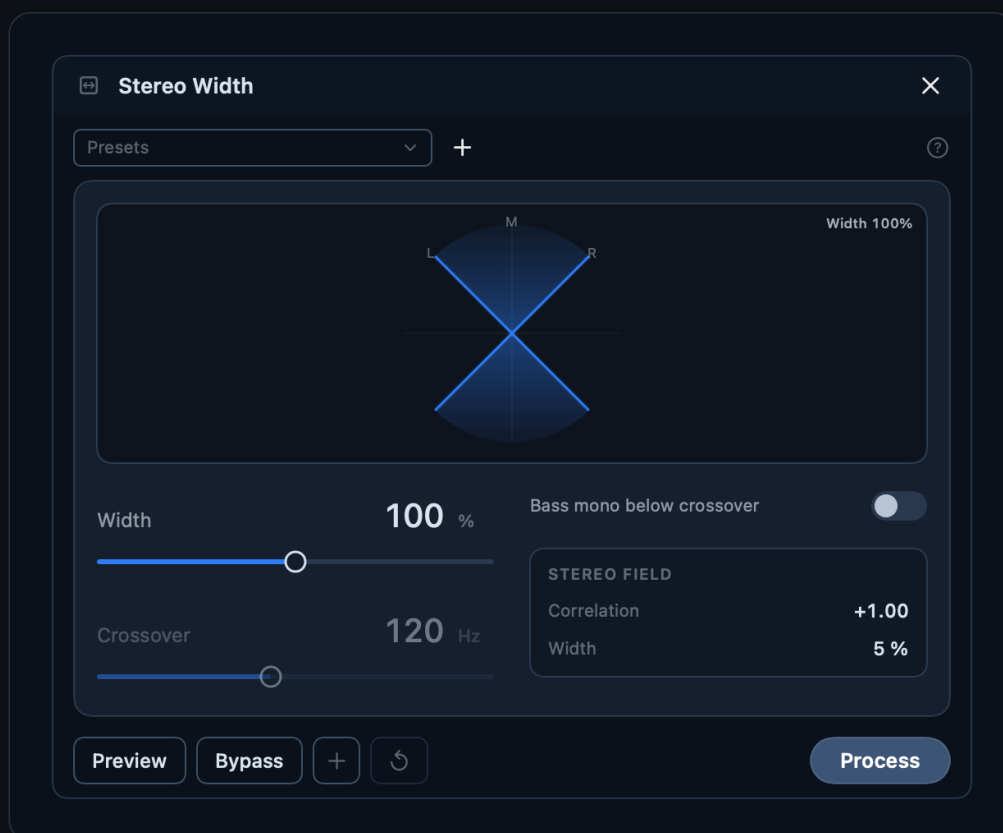 Stereo Width
Presets
M
Width 100%
L
R
Width
100 %
Bass mono below crossover
STEREO FIELD
Correlation
+1.00
Crossover
120 Hz
Width
5 %
Preview
Bypass
Process